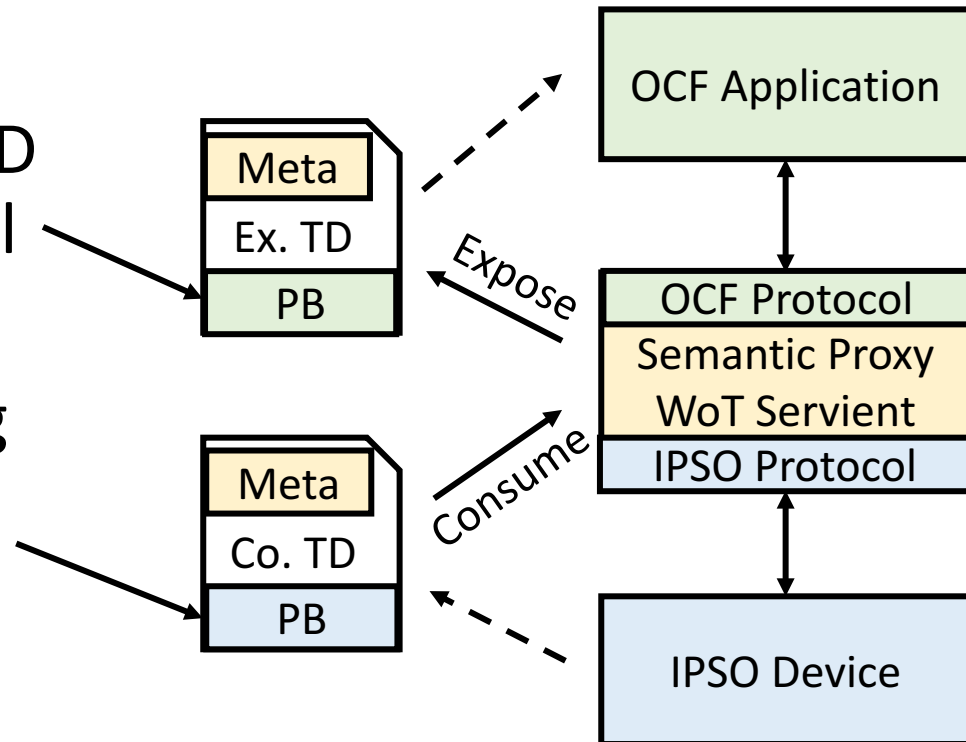 OCF Application
D
l
Meta
Ex. TD
PB
Expose
OCF Protocol
Semantic Proxy
WoT Servient
IPSO Protocol
g
Meta
Co. TD
PB
Consume
IPSO Device